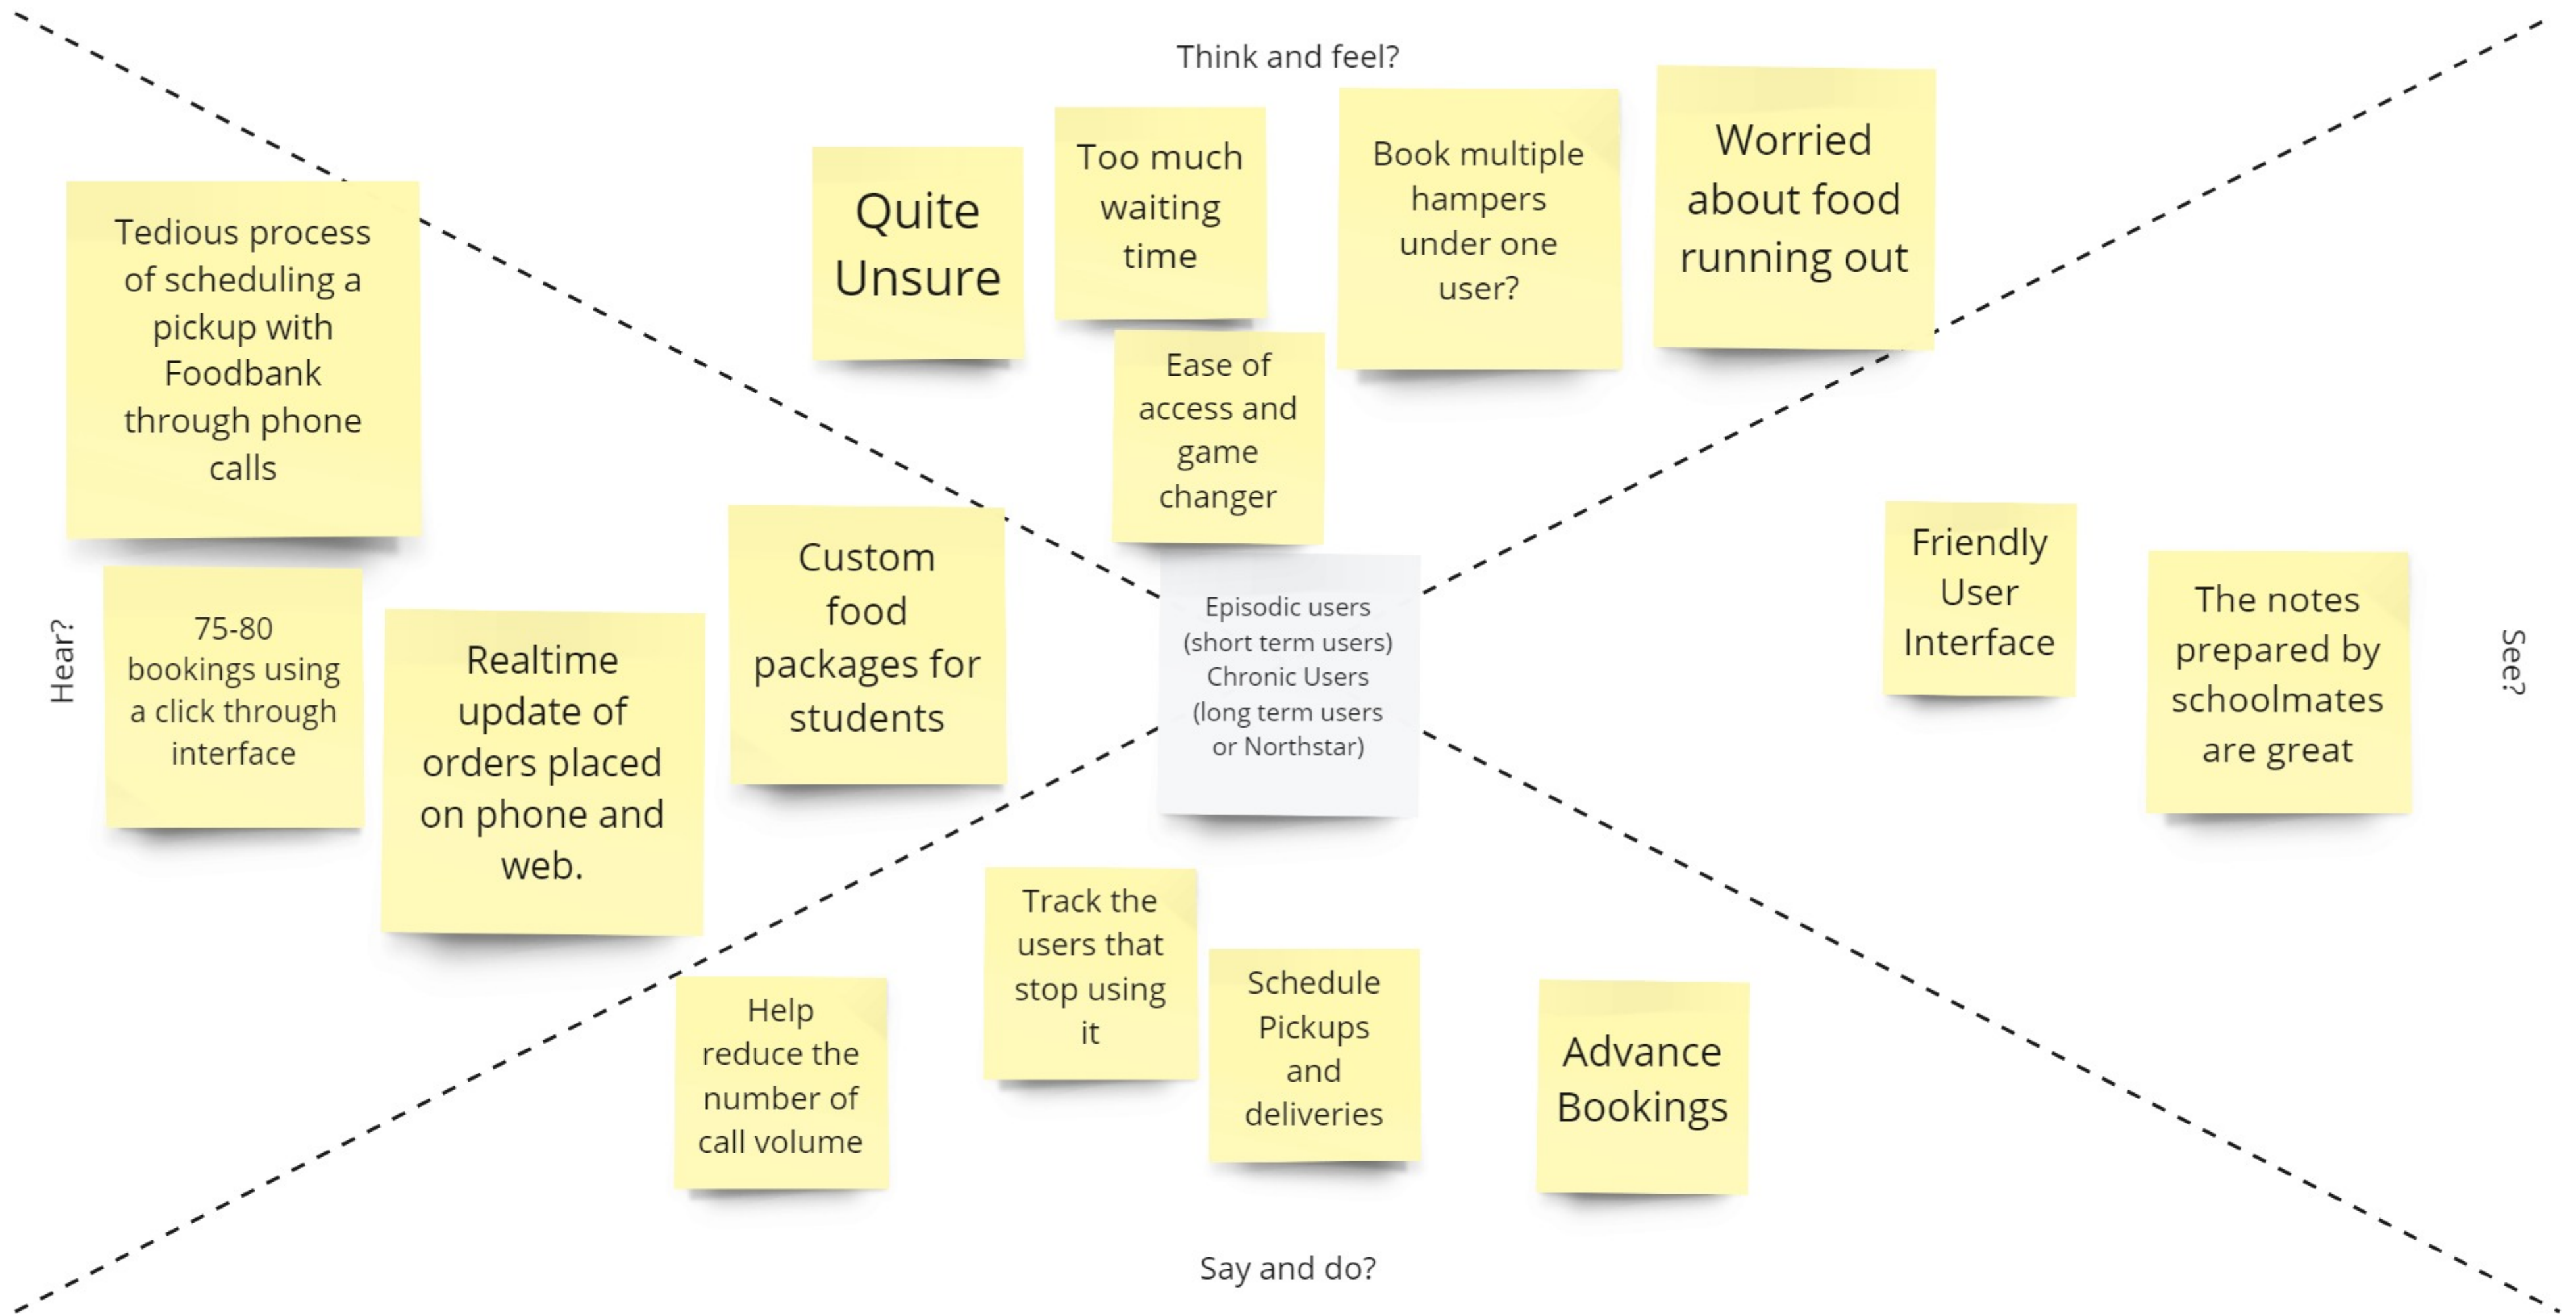 Think and feel?
Quite
Unsure
Too much
waiting
time
Book multiple
hampers
under one
user?
Worried
about food
running out
Ease of
access and
game
changer
Hear?
Tedious process
of scheduling a
pickup with
Foodbank
through phone
calls
75-80
bookings using
a click through
interface
Realtime
update of
orders placed
on phone and
web.
Custom
food
packages for
students
Episodic users
(short term users)
Chronic Users
(long term users
or Northstar)
Friendly
User
Interface
The notes
prepared by
schoolmates
are great
See?
Help
reduce the
number of
call volume
Track the
users that
stop using
it
Schedule
Pickups
and
deliveries
Advance
Bookings
Say and do?